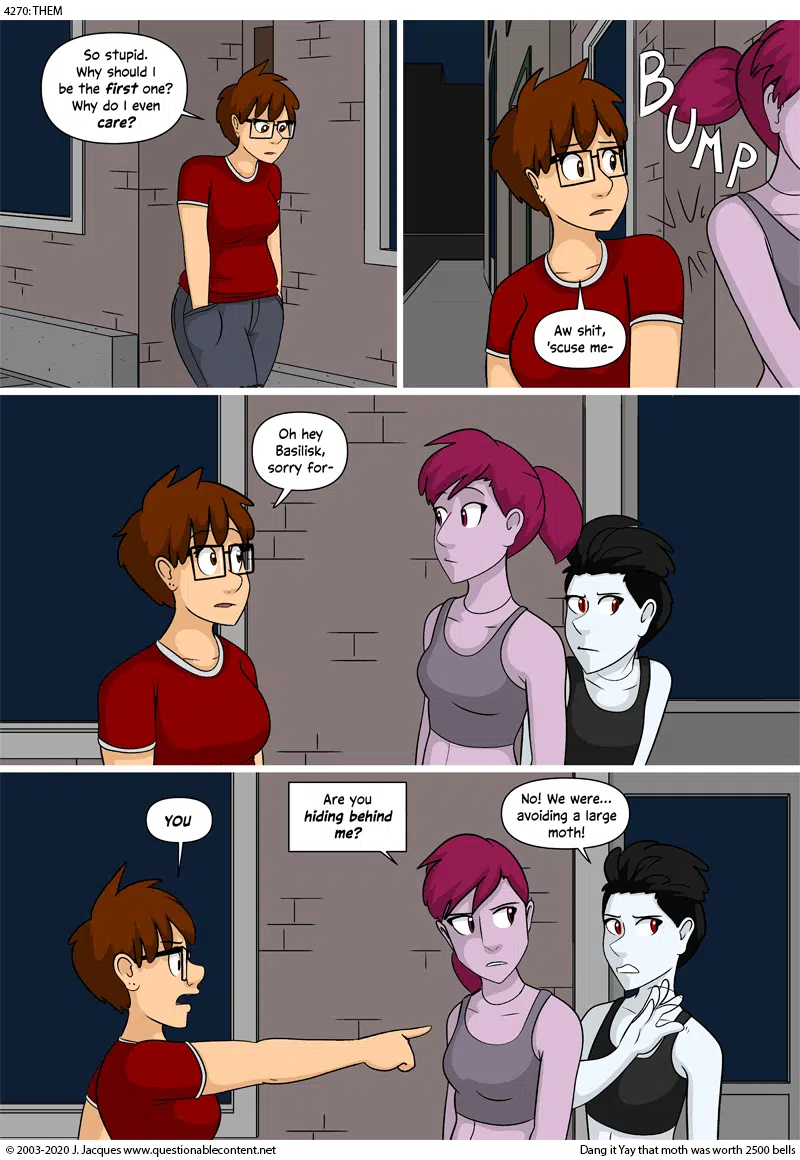 4270: THEM
So stupid.
Why should I
be the first one?
Why do I even
care?
BUMP
Aw shit,
'scuse me-
Oh hey
Basilisk,
sorry for-
YOU
Are you
hiding behind
me?
No! We were...
avoiding a large
moth!
© 2003-2020 J. Jacques www.questionablecontent.net
Dang it Yay that moth was worth 2500 bells